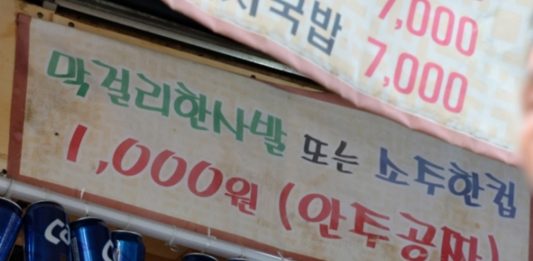 7,000
국밥 7,000
막걸리한사발 또는 소주한컵
1,000원 (안주공짜)